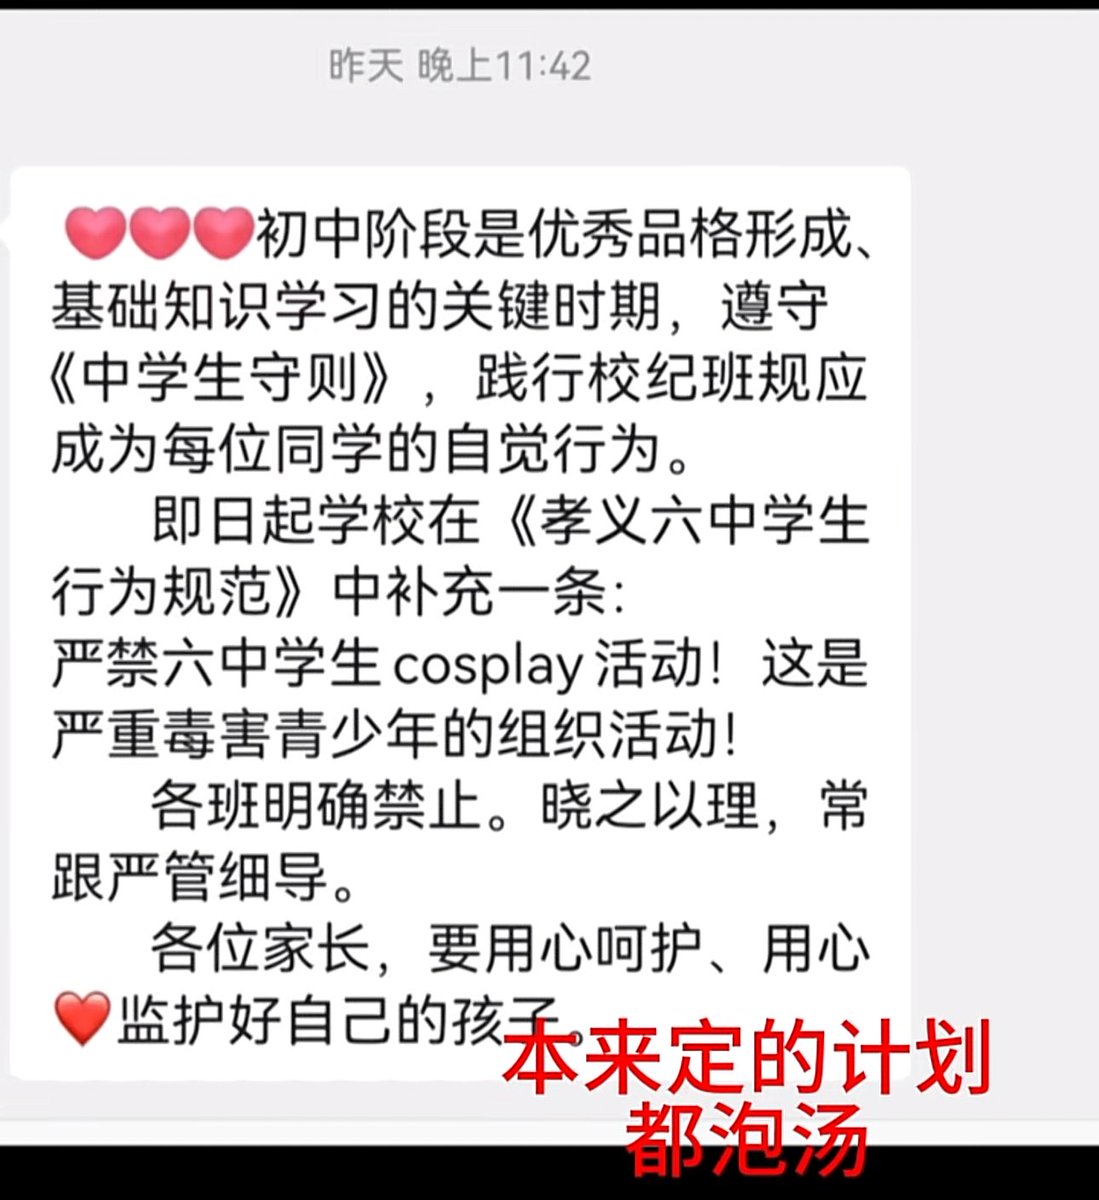 昨天 晚上11:42
❤❤❤初中阶段是优秀品格形成、
基础知识学习的关键时期，遵守
《中学生守则》，践行校纪班规应
成为每位同学的自觉行为。
即日起学校在《孝义六中学生
行为规范》中补充一条：
严禁六中学生cosplay活动！这是
严重毒害青少年的组织活动！
各班明确禁止。晓之以理，常
跟严管细导。
各位家长，要用心呵护、用心
❤监护好自己的孩子。
本来定的计划
都泡汤